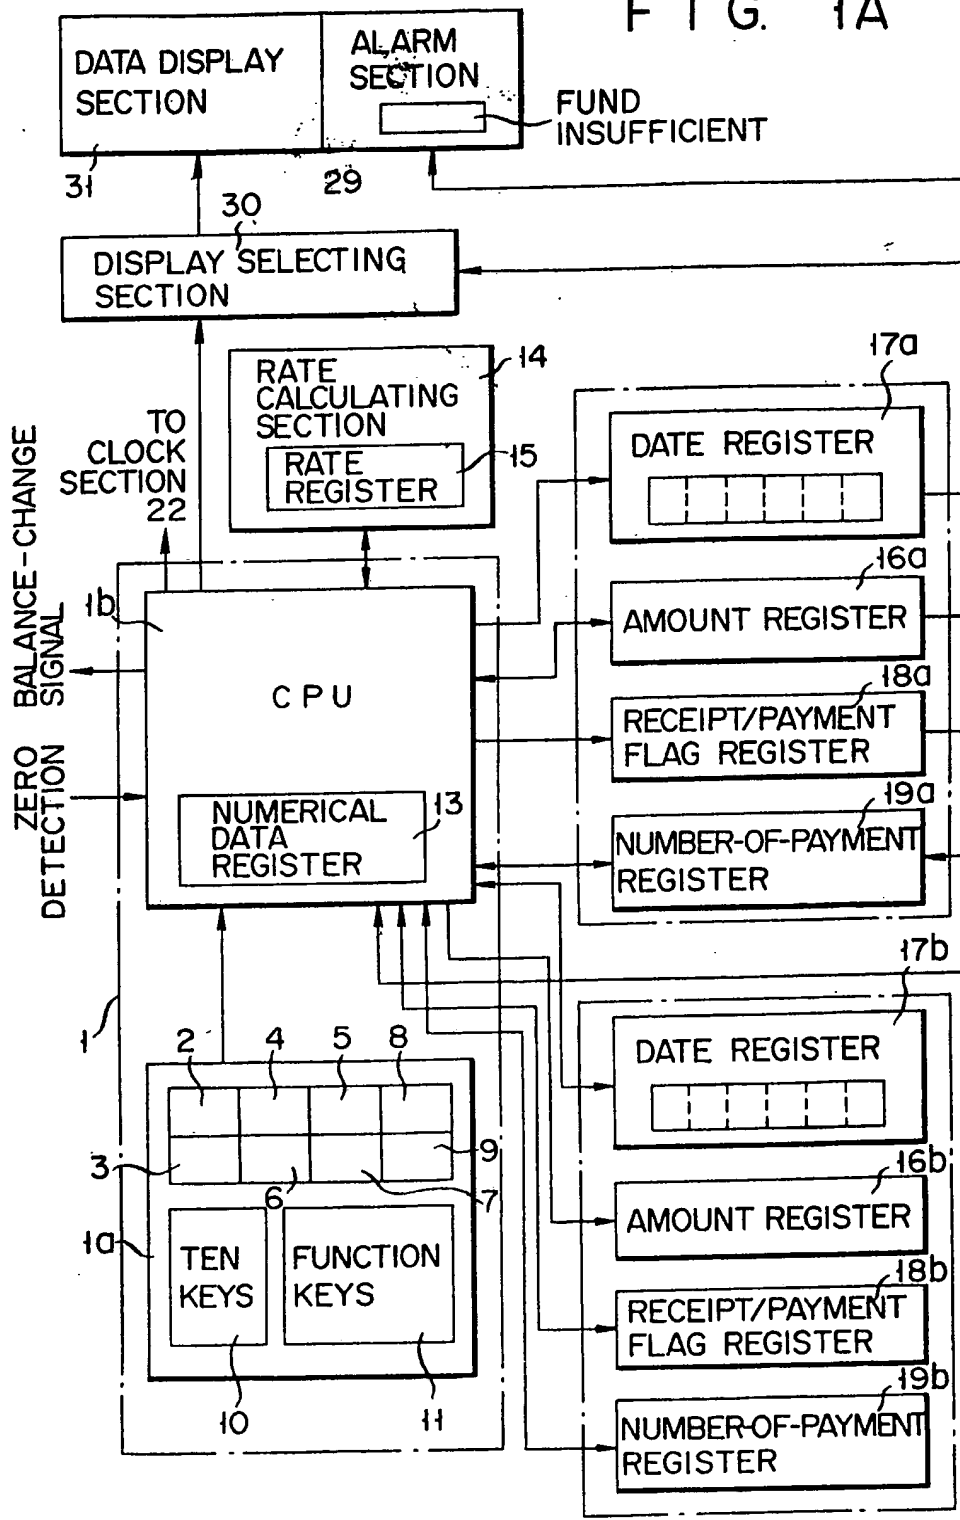 FIG. 1A
DATA DISPLAY
SECTION
ALARM
SECTION
FUND
INSUFFICIENT
31
29
30
DISPLAY SELECTING
SECTION
14
RATE
CALCULATING
SECTION
RATE
REGISTER
15
TO
CLOCK
SECTION
22
BALANCE-CHANGE
SIGNAL
ZERO
DETECTION
1b
CPU
NUMERICAL
DATA
REGISTER
13
17a
DATE REGISTER
16a
AMOUNT REGISTER
18a
RECEIPT/PAYMENT
FLAG REGISTER
19a
NUMBER-OF-PAYMENT
REGISTER
1
2
4
5
8
3
6
7
9
1a
TEN
KEYS
FUNCTION
KEYS
10
11
17b
DATE REGISTER
16b
AMOUNT REGISTER
18b
RECEIPT/PAYMENT
FLAG REGISTER
19b
NUMBER-OF-PAYMENT
REGISTER